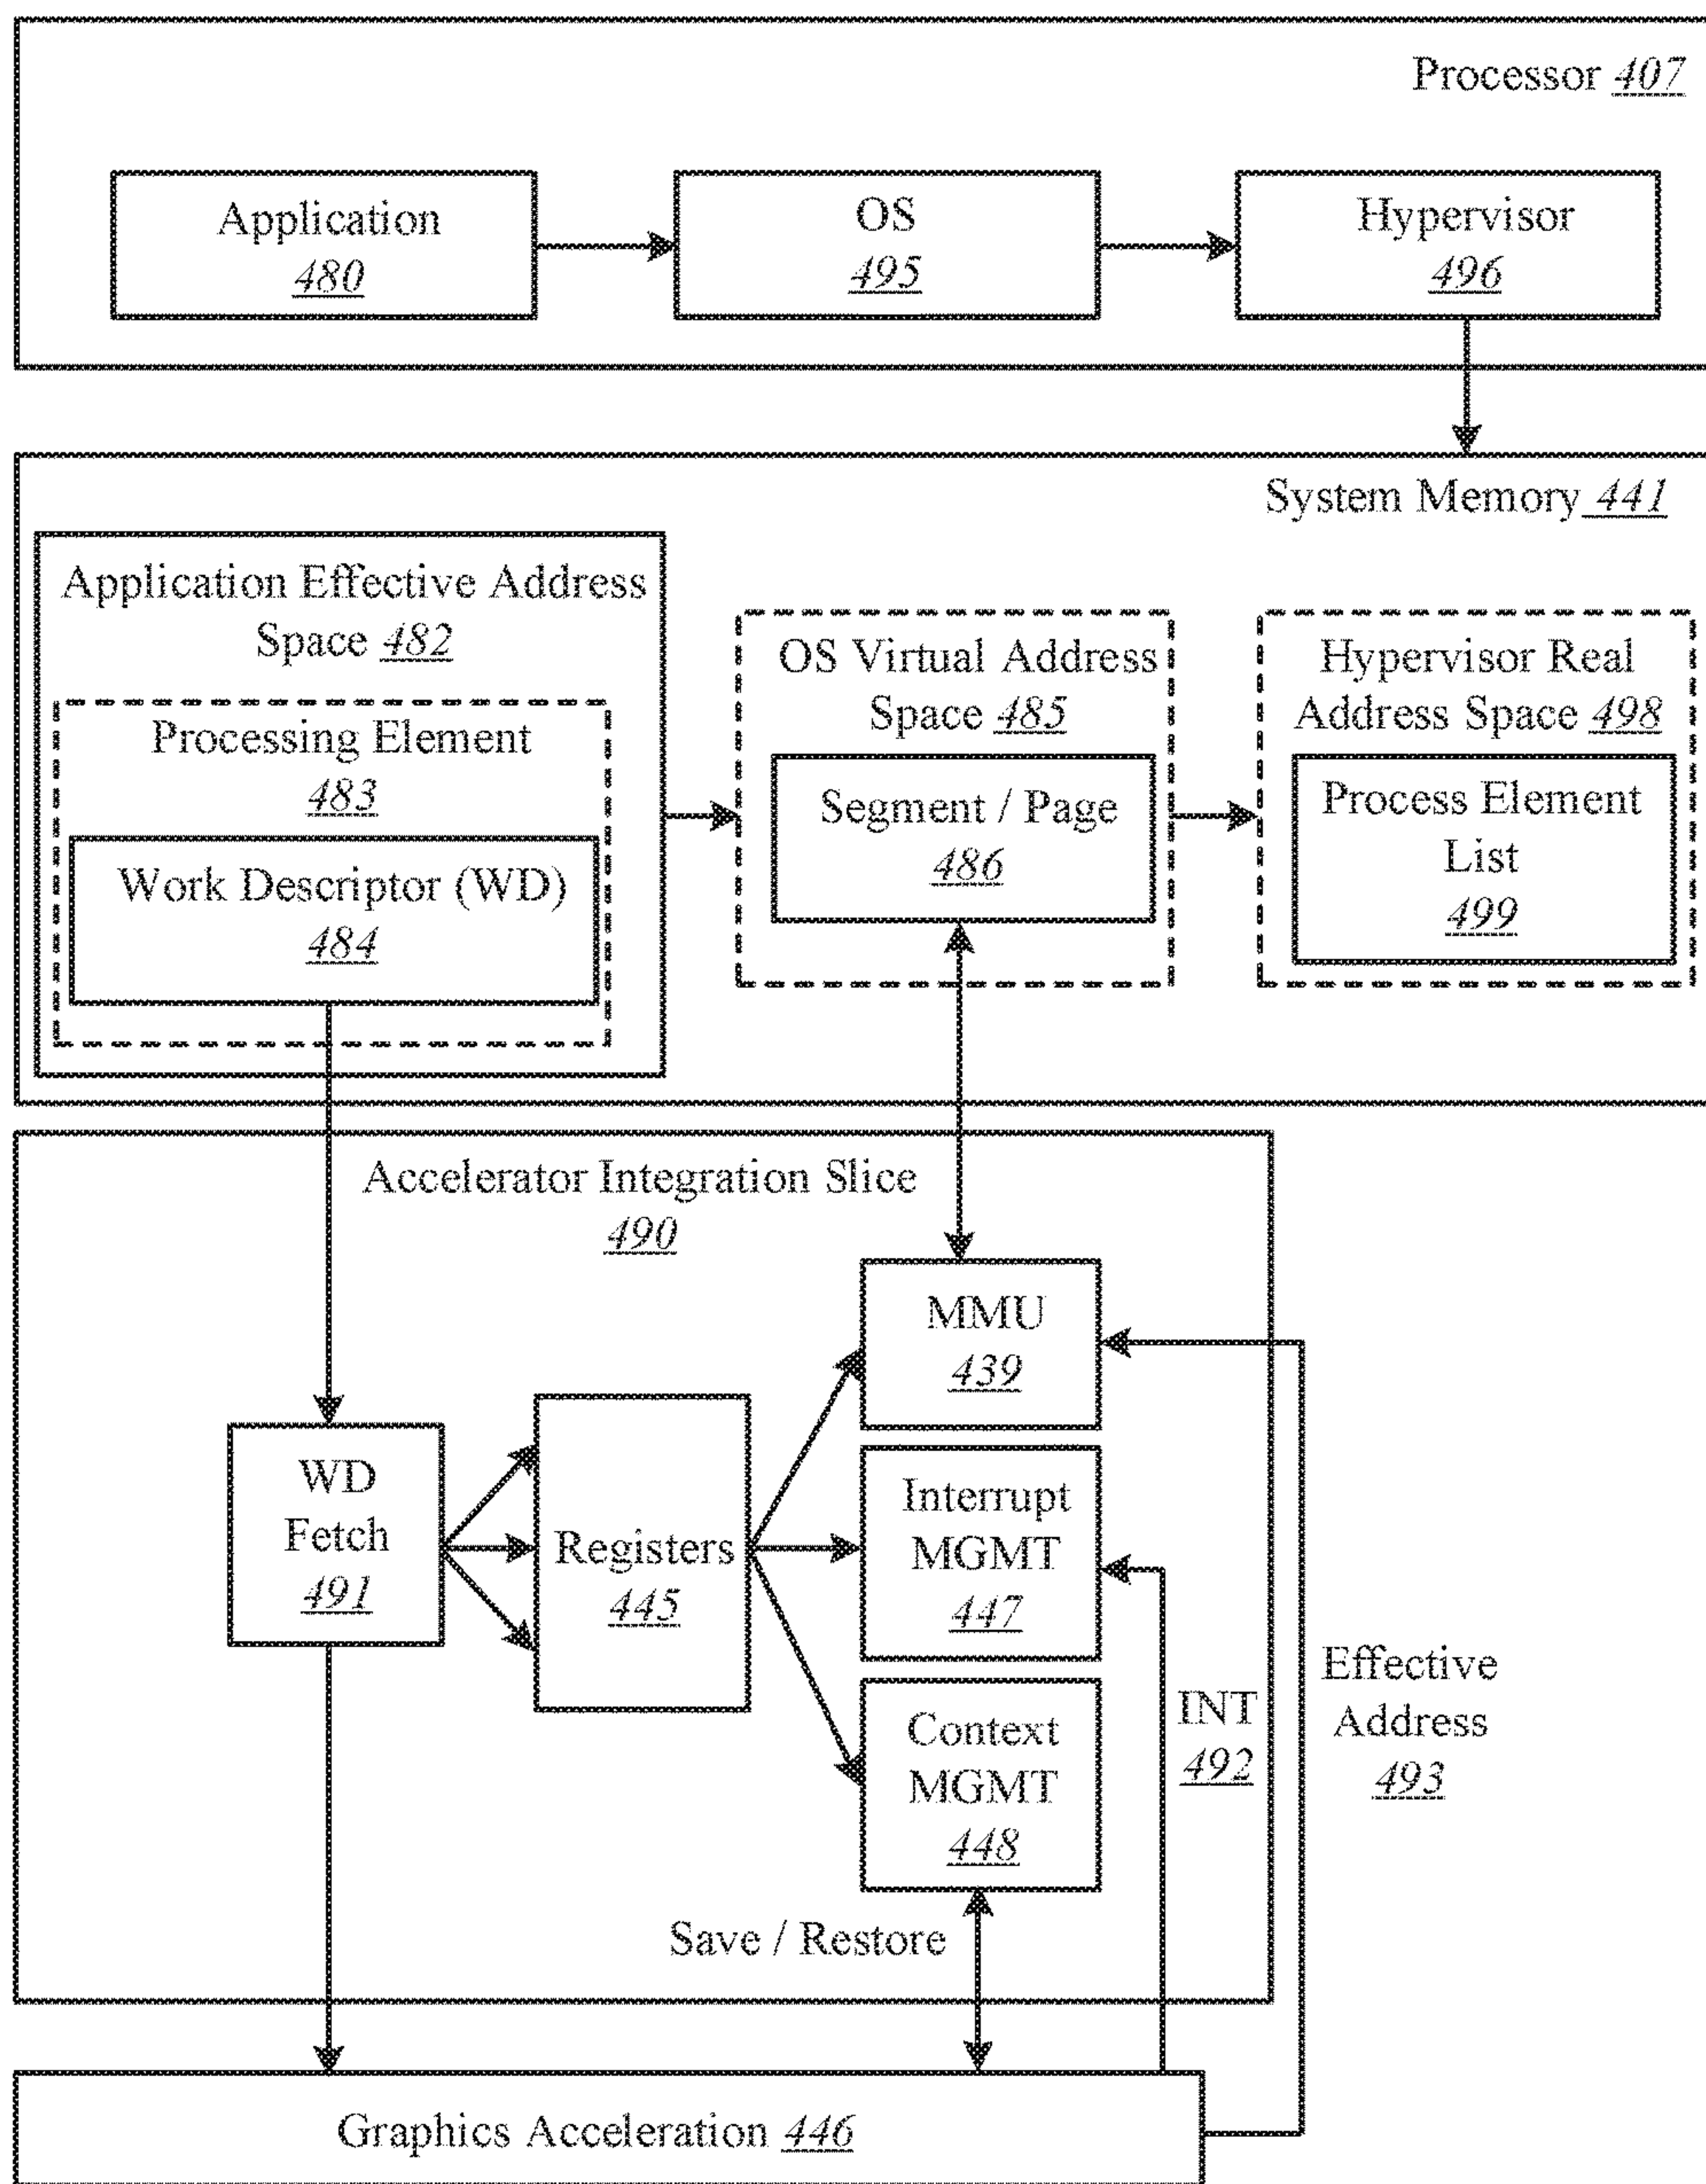 Processor 407
Application
480
OS
495
Hypervisor
496
System Memory 441
Application Effective Address
Space 482
Processing Element
483
Work Descriptor (WD)
484
OS Virtual Address
Space 485
Segment / Page
486
Hypervisor Real
Address Space 498
Process Element
List
499
Accelerator Integration Slice
490
WD
Fetch
491
Registers
445
MMU
439
Interrupt
MGMT
447
Context
MGMT
448
INT
492
Effective
Address
493
Save / Restore
Graphics Acceleration 446